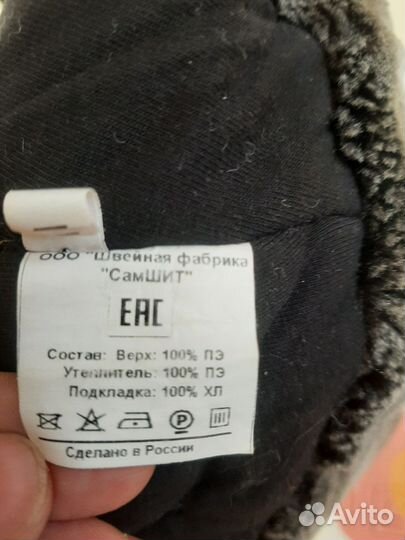 ООО "Швейная фабрика
"СамШИТ"
ЕАС
Состав: Верх: 100% ПЭ
Утеплитель: 100% ПЭ
Подкладка: 100% ХЛ
P
Сделано в России
Avito